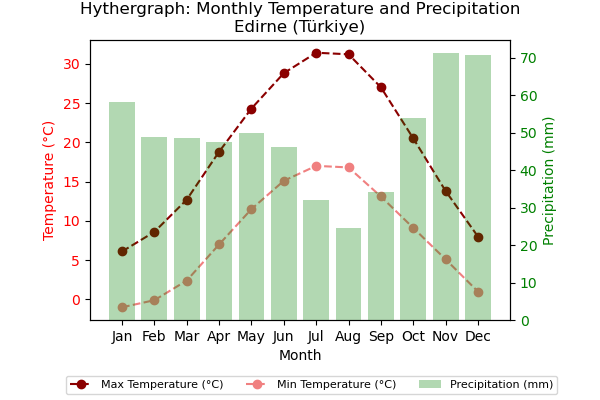 Hythergraph: Monthly Temperature and Precipitation
Edirne (Türkiye)
Temperature (°C)
30
25
20
15
10
5
0
Precipitation (mm)
70
60
50
40
30
20
10
0
Jan Feb Mar Apr May Jun Jul Aug Sep Oct Nov Dec
Month
Max Temperature (°C) Min Temperature (°C) Precipitation (mm)